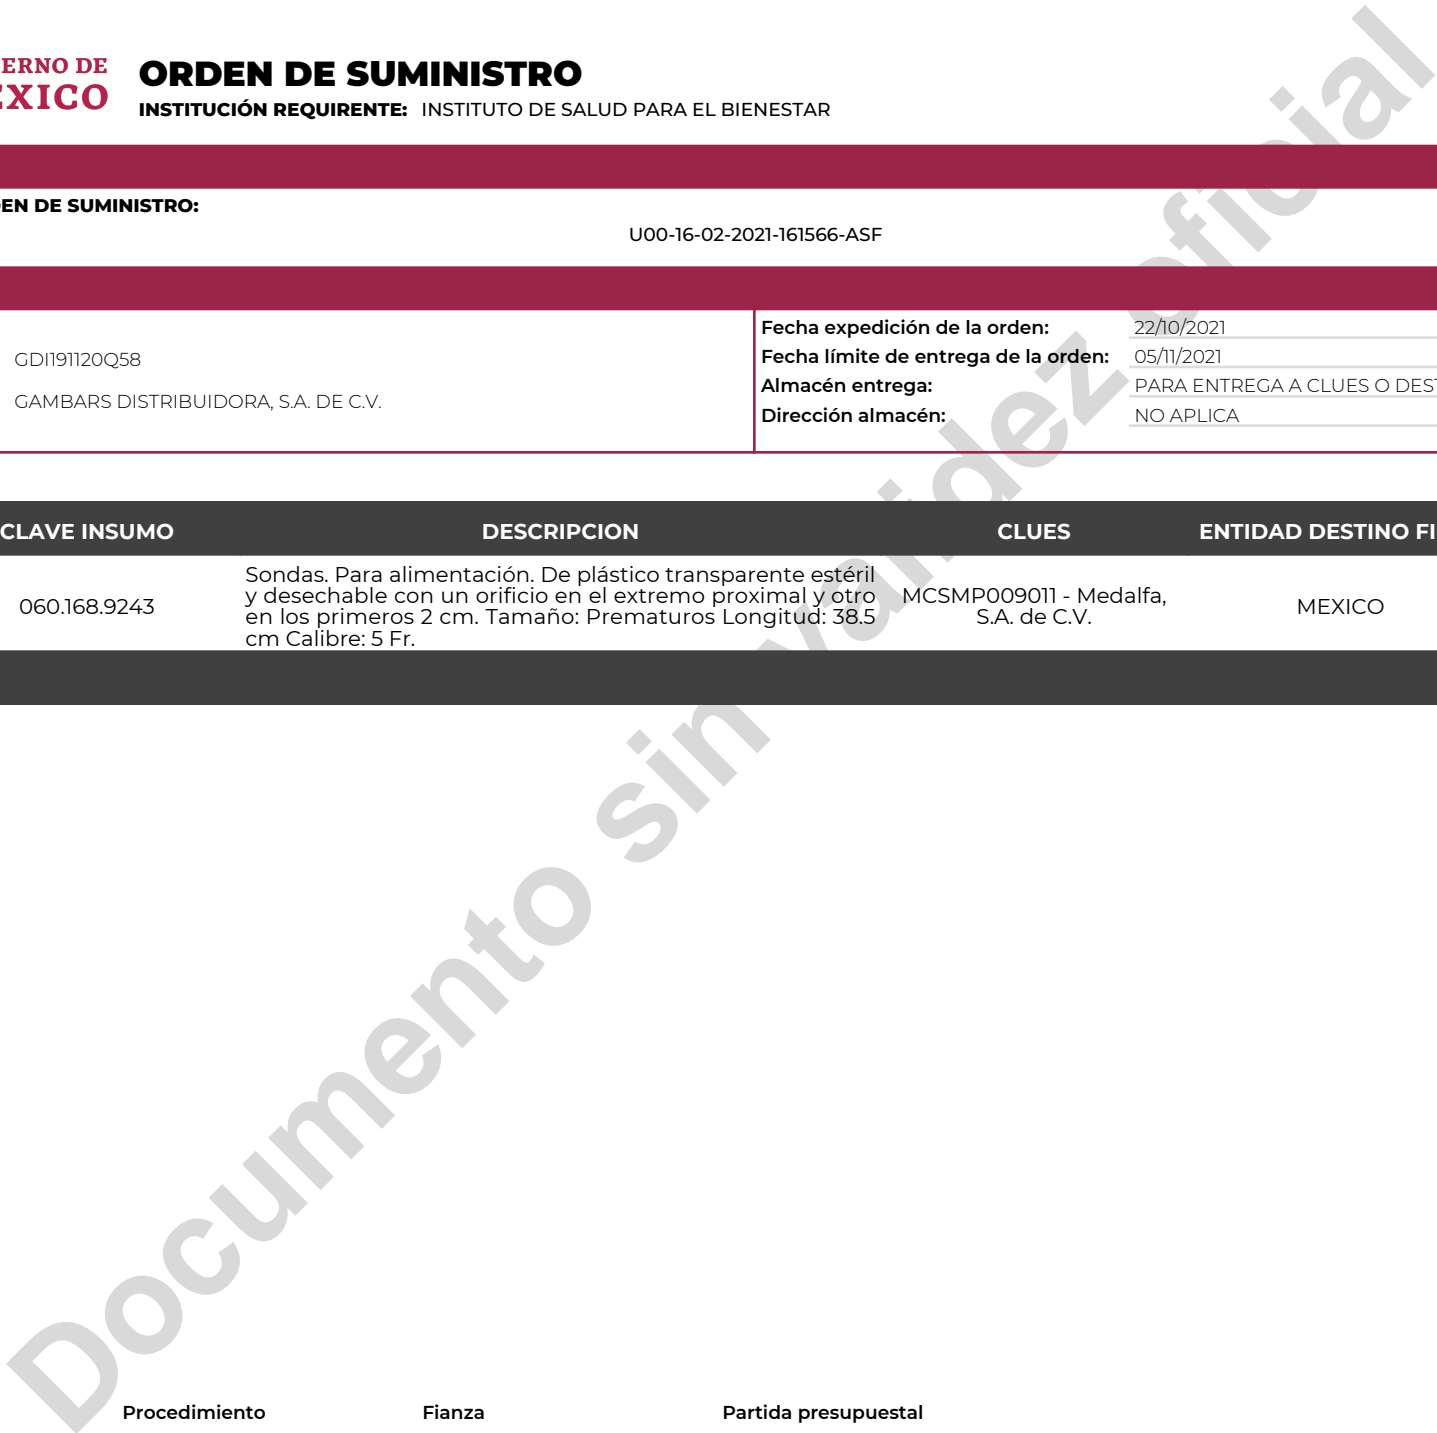 ERNO DE
EXICO
ORDEN DE SUMINISTRO
INSTITUCIÓN REQUIRENTE: INSTITUTO DE SALUD PARA EL BIENESTAR
EN DE SUMINISTRO:
U00-16-02-2021-161566-ASF
GDI191120Q58
GAMBARS DISTRIBUIDORA, S.A. DE C.V.
Fecha expedición de la orden: 22/10/2021
Fecha límite de entrega de la orden: 05/11/2021
Almacén entrega: PARA ENTREGA A CLUES O DEST
Dirección almacén: NO APLICA
CLAVE INSUMO DESCRIPCION CLUES ENTIDAD DESTINO FI
060.168.9243
Sondas. Para alimentación. De plástico transparente estéril
y desechable con un orificio en el extremo proximal y otro
en los primeros 2 cm. Tamaño: Prematuros Longitud: 38.5
cm Calibre: 5 Fr.
MCSMP009011 - Medalfa,
S.A. de C.V.
MEXICO
Documento sin validez oficial
Procedimiento Fianza Partida presupuestal